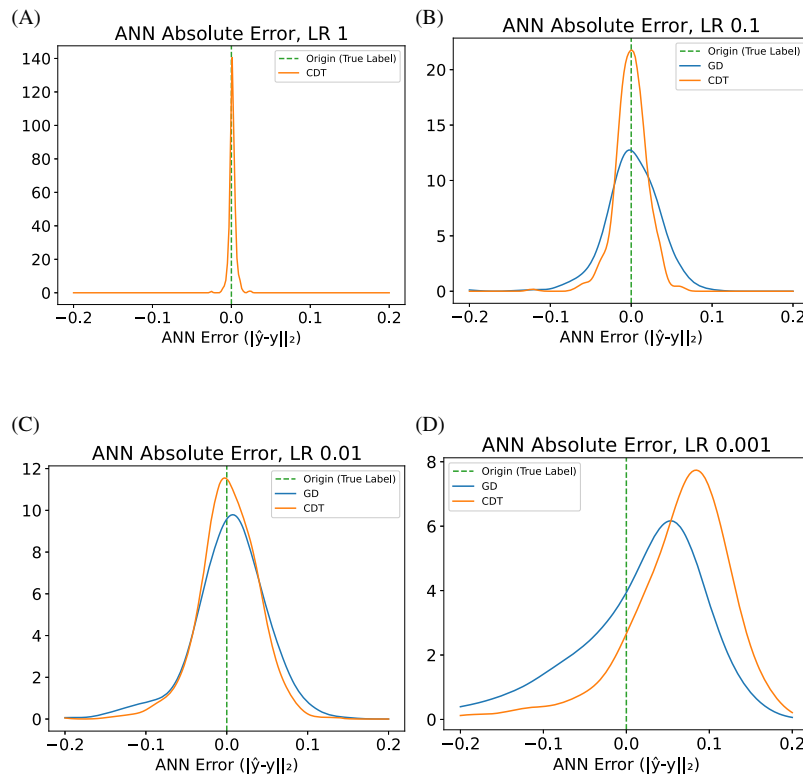 (A)
ANN Absolute Error, LR 1
Origin (True Label)
CDT
140
120
100
80
60
40
20
0
−0.2 −0.1 0.0 0.1 0.2
ANN Error (|ŷ-y||₂)
(B)
ANN Absolute Error, LR 0.1
Origin (True Label)
GD
CDT
20
15
10
5
0
−0.2 −0.1 0.0 0.1 0.2
ANN Error (|ŷ-y||₂)
(C)
ANN Absolute Error, LR 0.01
Origin (True Label)
GD
CDT
12
10
8
6
4
2
0
−0.2 −0.1 0.0 0.1 0.2
ANN Error (|ŷ-y||₂)
(D)
ANN Absolute Error, LR 0.001
Origin (True Label)
GD
CDT
8
6
4
2
0
−0.2 −0.1 0.0 0.1 0.2
ANN Error (|ŷ-y||₂)